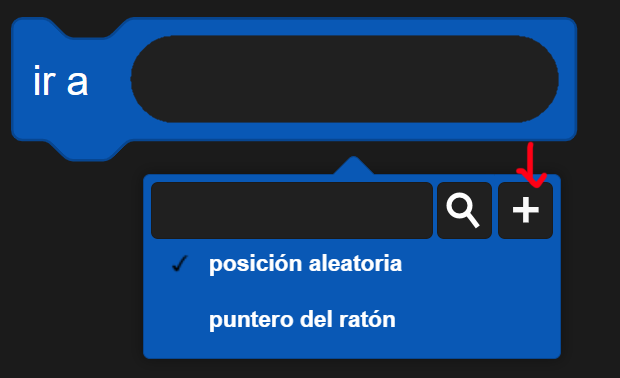 ir a
posición aleatoria
puntero del ratón